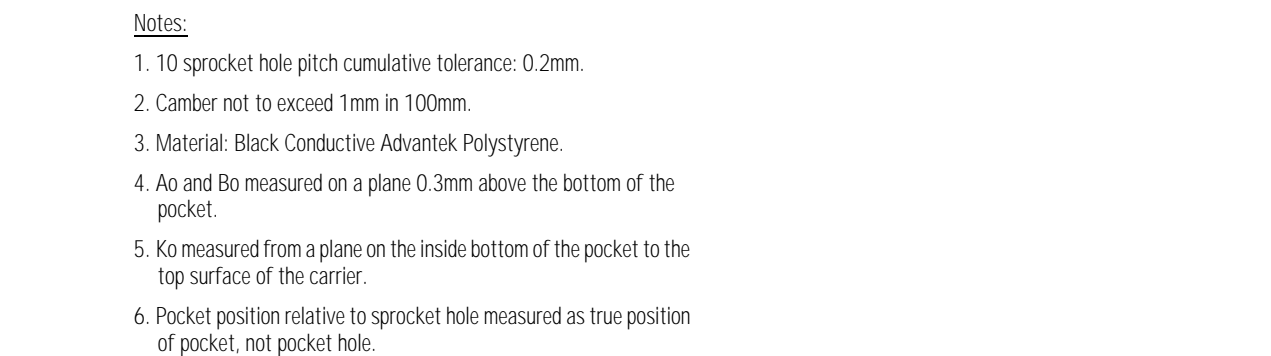 Notes:
1. 10 sprocket hole pitch cumulative tolerance: 0.2mm.
2. Camber not to exceed 1mm in 100mm.
3. Material: Black Conductive Advantek Polystyrene.
4. Ao and Bo measured on a plane 0.3mm above the bottom of the
pocket.
5. Ko measured from a plane on the inside bottom of the pocket to the
top surface of the carrier.
6. Pocket position relative to sprocket hole measured as true position
of pocket, not pocket hole.